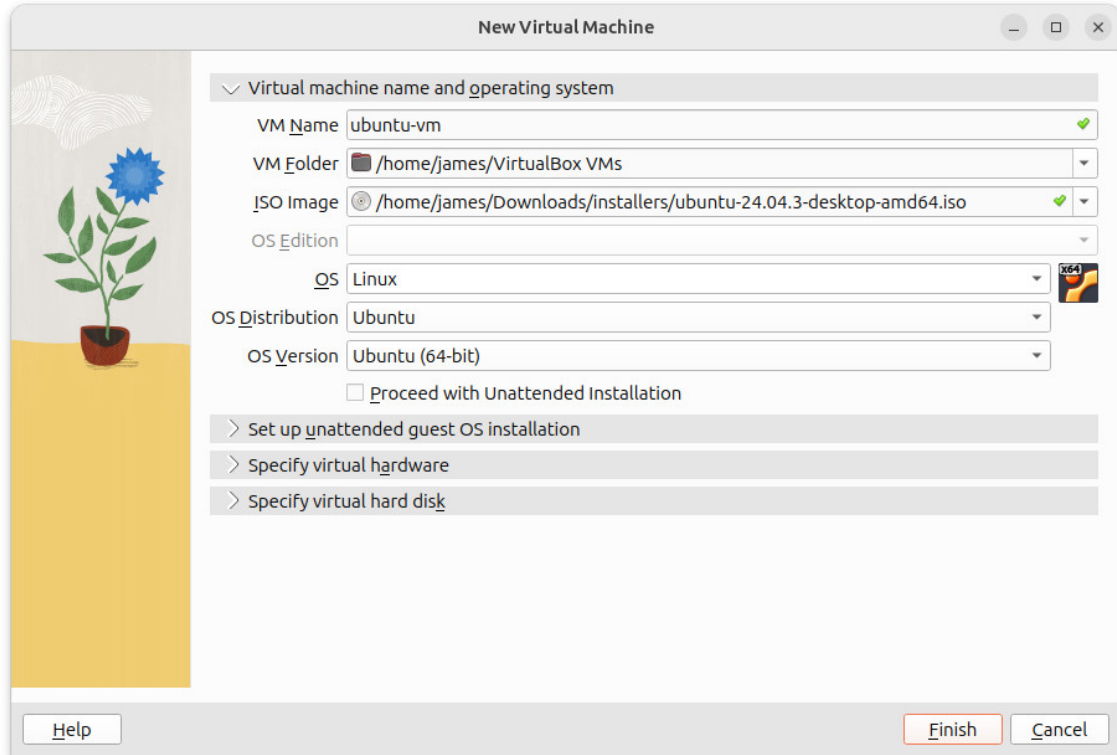 New Virtual Machine
Virtual machine name and operating system
VM Name ubuntu-vm
VM Folder /home/james/VirtualBox VMs
ISO Image /home/james/Downloads/installers/ubuntu-24.04.3-desktop-amd64.iso
OS Edition
OS Linux
X64
OS Distribution Ubuntu
OS Version Ubuntu (64-bit)
Proceed with Unattended Installation
Set up unattended guest OS installation
Specify virtual hardware
Specify virtual hard disk
Help Finish Cancel